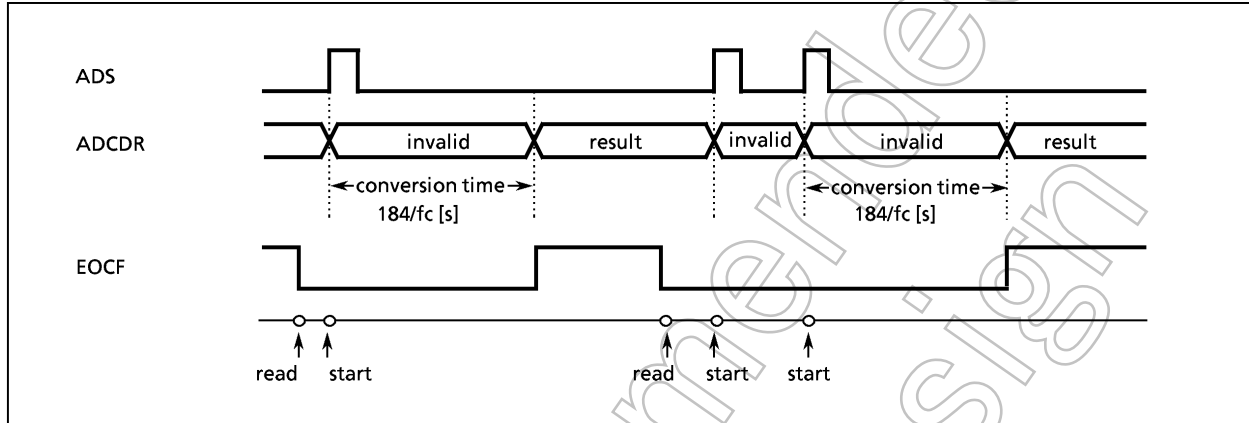 ADS
ADCDR
invalid
result
invalid
invalid
result
conversion time
184/fc [s]
conversion time
184/fc [s]
EOCF
read
start
read
start
start